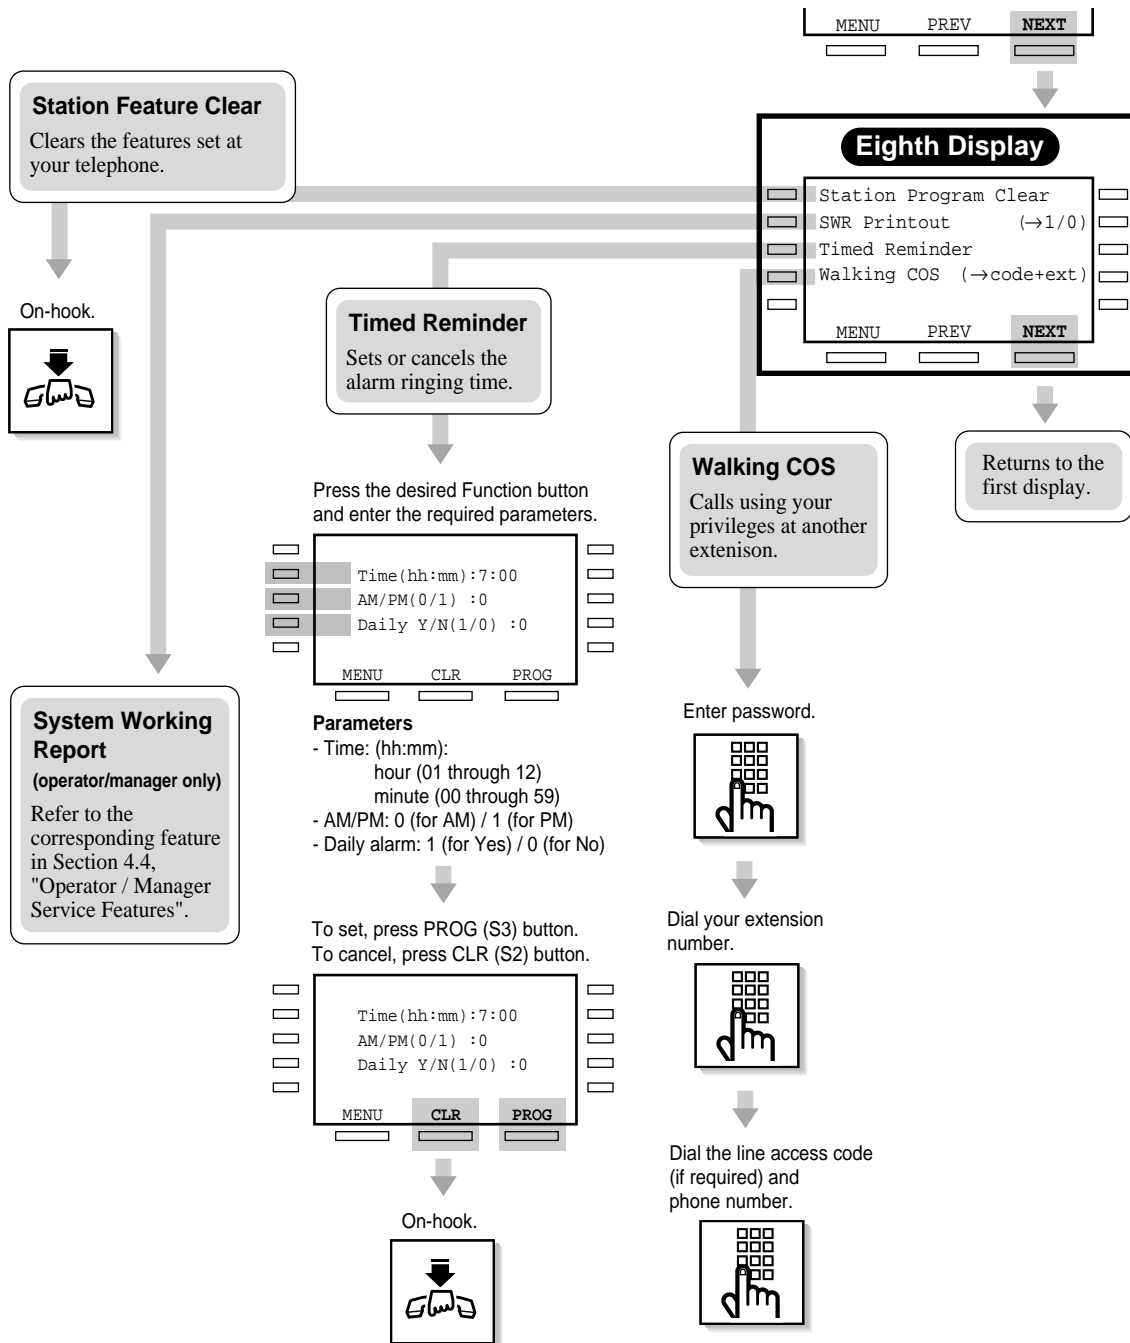 MENU PREV NEXT
Station Feature Clear
Clears the features set at
your telephone.
Eighth Display
Station Program Clear
SWR Printout (→1/0)
Timed Reminder
Walking COS (→code+ext)
MENU PREV NEXT
On-hook.
Timed Reminder
Sets or cancels the
alarm ringing time.
Walking COS
Calls using your
privileges at another
extenison.
Returns to the
first display.
Press the desired Function button
and enter the required parameters.
Time(hh:mm):7:00
AM/PM(0/1) :0
Daily Y/N(1/0) :0
MENU CLR PROG
System Working
Report
(operator/manager only)
Refer to the
corresponding feature
in Section 4.4,
"Operator / Manager
Service Features".
Parameters
- Time: (hh:mm):
hour (01 through 12)
minute (00 through 59)
- AM/PM: 0 (for AM) / 1 (for PM)
- Daily alarm: 1 (for Yes) / 0 (for No)
To set, press PROG (S3) button.
To cancel, press CLR (S2) button.
Time(hh:mm):7:00
AM/PM(0/1) :0
Daily Y/N(1/0) :0
MENU CLR PROG
On-hook.
Enter password.
Dial your extension
number.
Dial the line access code
(if required) and
phone number.